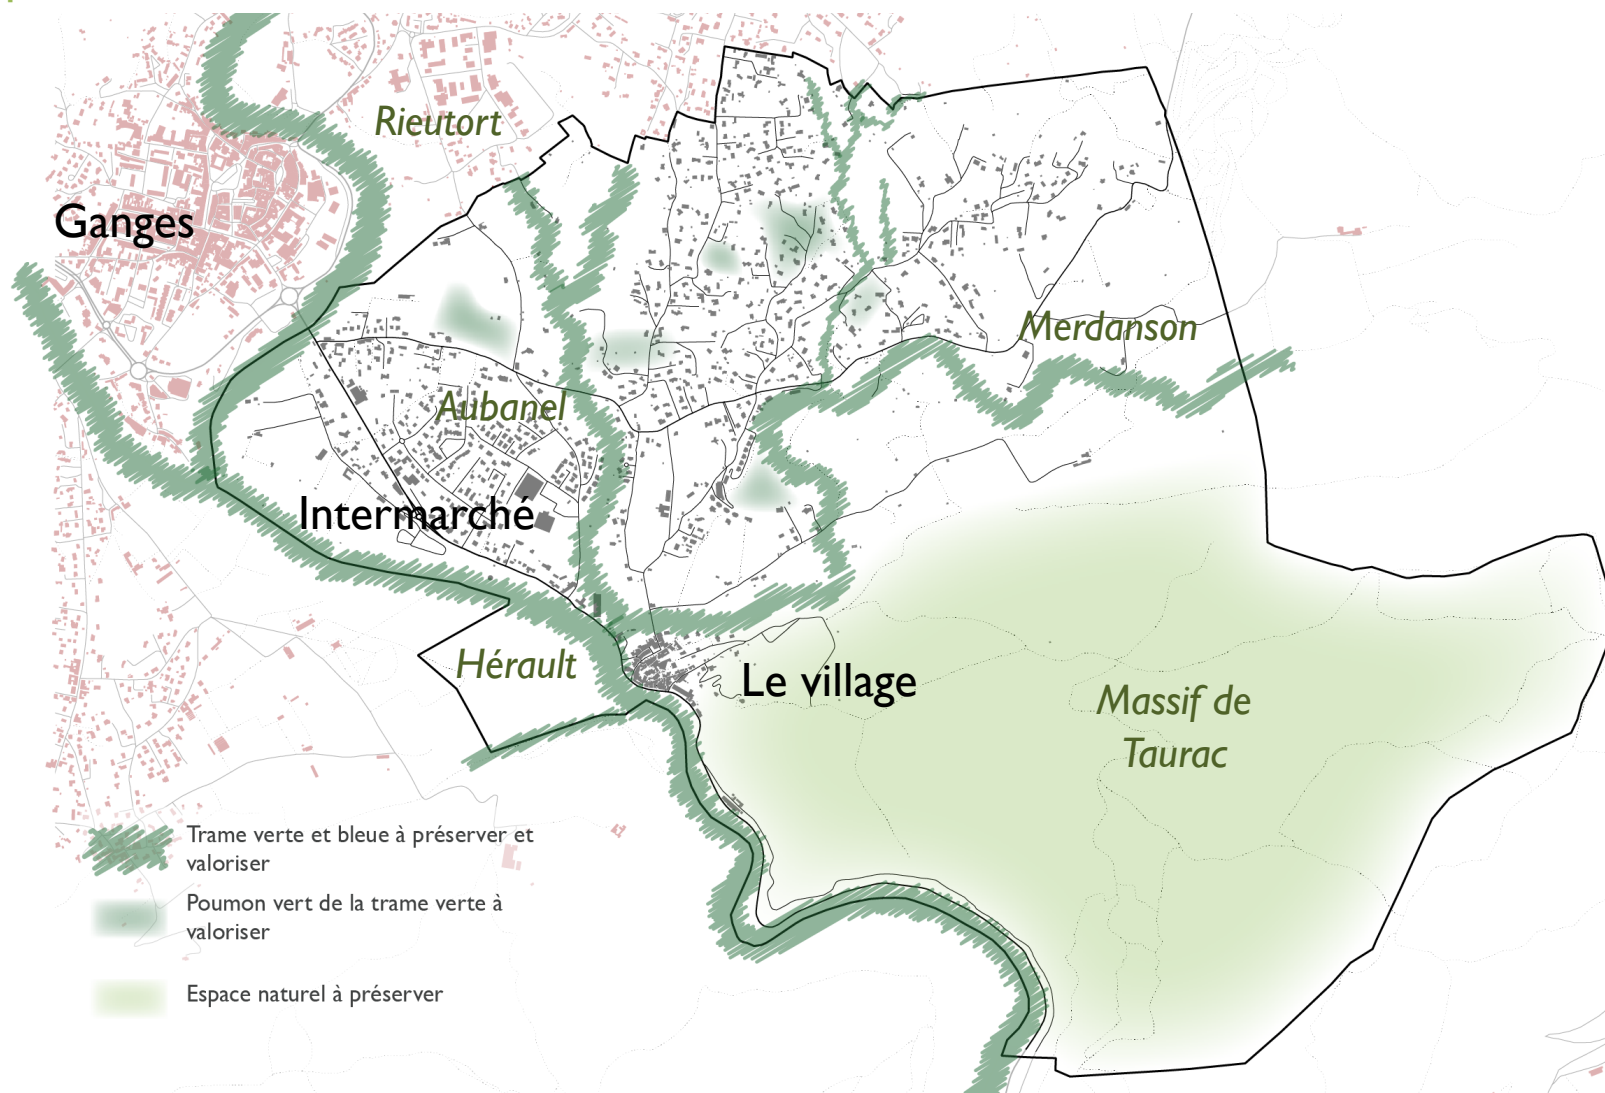 Rieutort
Ganges
Merdanson
Aubanel
Intermarché
Hérault
Le village
Massif de
Taurac
Trame verte et bleue à préserver et
valoriser
Poumon vert de la trame verte à
valoriser
Espace naturel à préserver